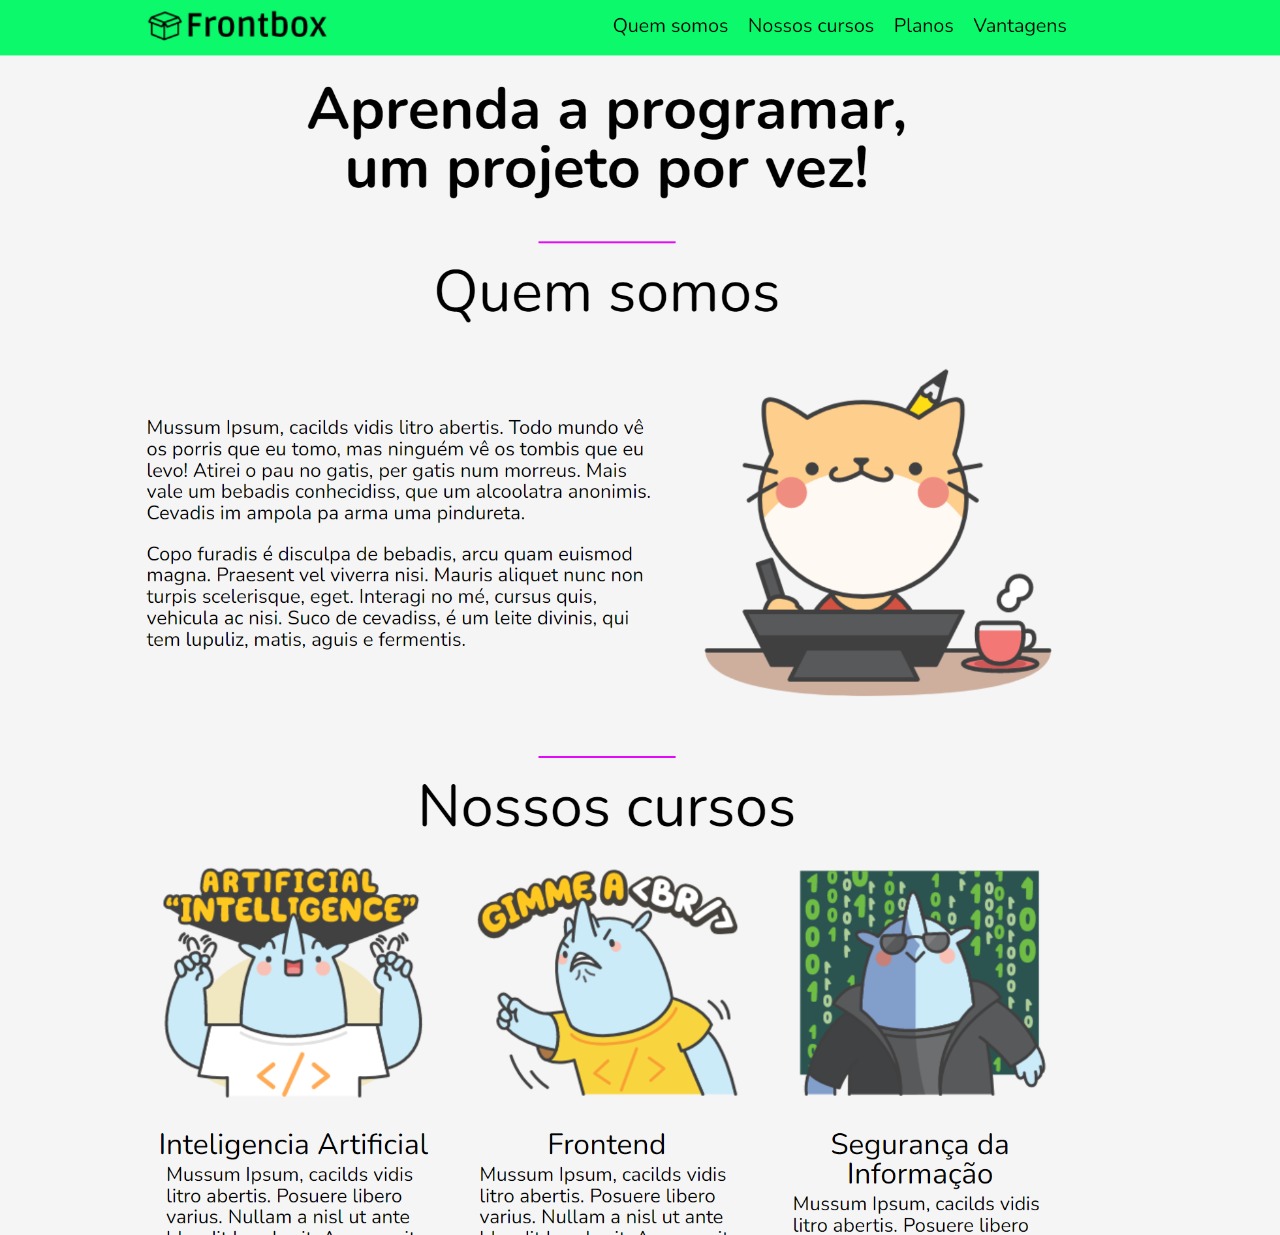 Frontbox
Quem somos Nossos cursos Planos Vantagens
Aprenda a programar,
um projeto por vez!
Quem somos
Mussum Ipsum, cacilds vidis litro abertis. Todo mundo vê
os porris que eu tomo, mas ninguém vê os tombis que eu
levo! Atirei o pau no gatis, per gatis num morreus. Mais
vale um bebadis conhecidiss, que um alcoolatra anonimis.
Cevadis im ampola pa arma uma pindureta.
Copo furadis é disculpa de bebadis, arcu quam euismod
magna. Praesent vel viverra nisi. Mauris aliquet nunc non
turpis scelerisque, eget. Interagi no mé, cursus quis,
vehicula ac nisi. Suco de cevadiss, é um leite divinis, qui
tem lupuliz, matis, aguis e fermentis.
Nossos cursos
ARTIFICIAL
“INTELLIGENCE”
</>
Inteligencia Artificial
Mussum Ipsum, cacilds vidis
litro abertis. Posuere libero
varius. Nullam a nisl ut ante
GIMME A <BR/>
</>
Frontend
Mussum Ipsum, cacilds vidis
litro abertis. Posuere libero
varius. Nullam a nisl ut ante
Segurança da
Informação
Mussum Ipsum, cacilds vidis
litro abertis. Posuere libero